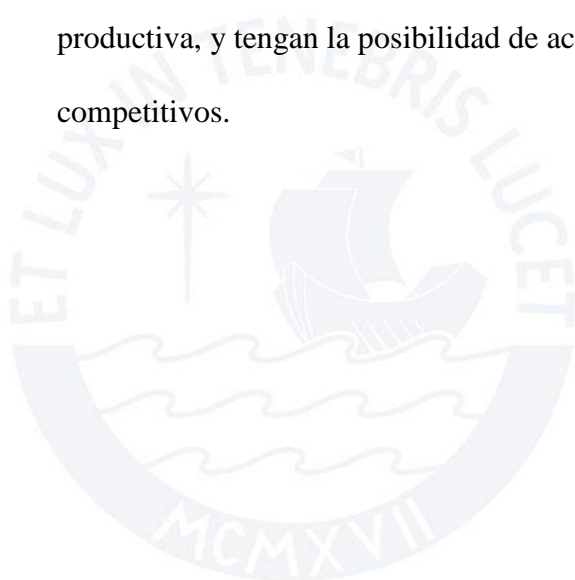 productiva, y tengan la posibilidad de ac
competitivos.
ET LUX IN TENEBRIS LUCET
MCMXVII